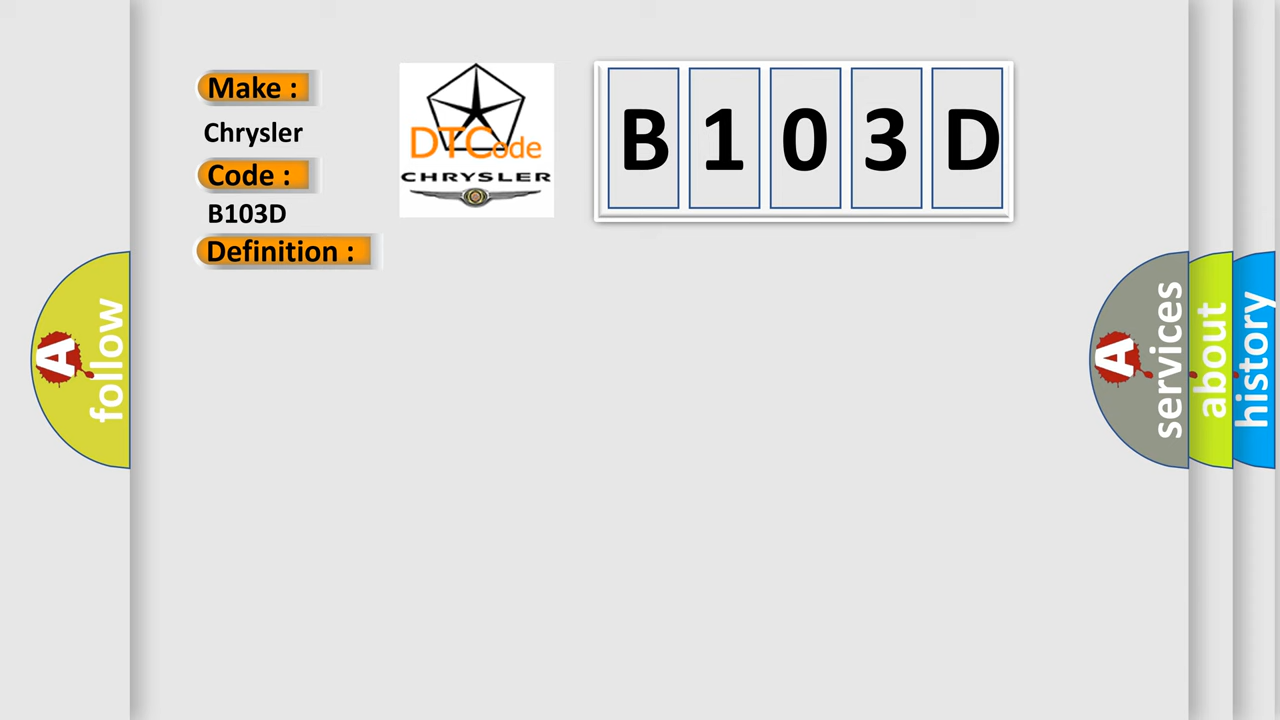 Make :
Chrysler
Code :
B103D
Definition :
DTCode
CHRYSLER
B 1 0 3 D
A follow
A services
about
history